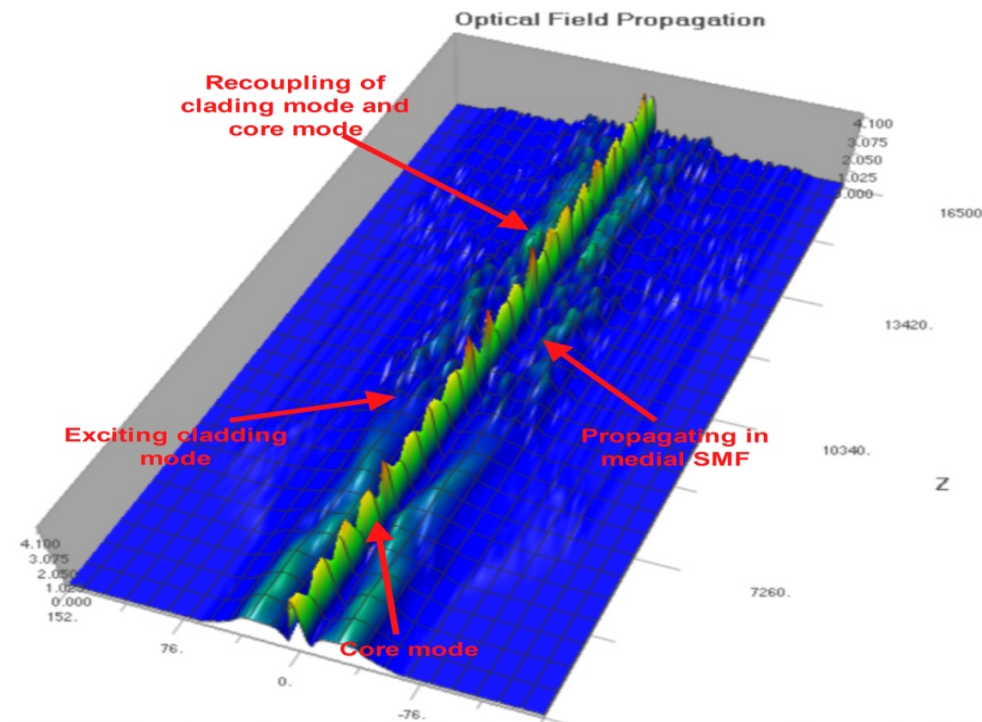 Optical Field Propagation
Recoupling of
clading mode and
core mode
4.100
3.075
2.050
1.025
0.000
16500
13420.
Exciting cladding
mode
Propagating in
medial SMF
10340.
Z
4.100
3.075
2.050
1.025
0.000
152.
7260.
76.
Core mode
0.
-76.